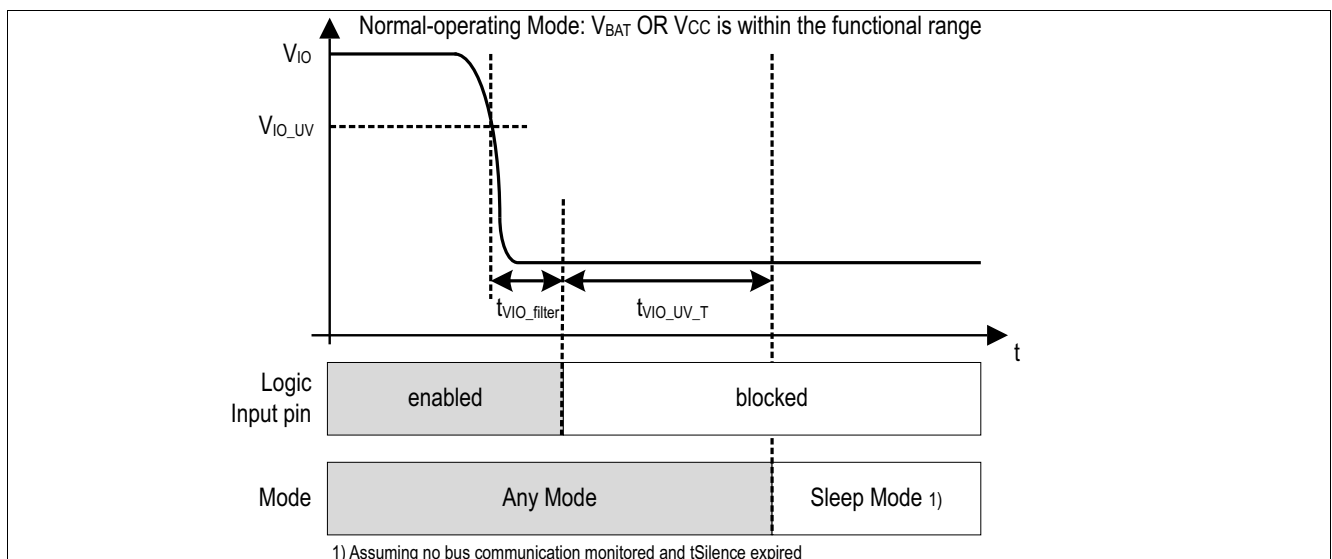 Normal-operating Mode: VBAT OR VCC is within the functional range
VIO
VIO_UV
tVIO_filter
tVIO_UV_T
t
Logic
Input pin
enabled
blocked
Mode
Any Mode
Sleep Mode 1)
1) Assuming no bus communication monitored and tSilence expired